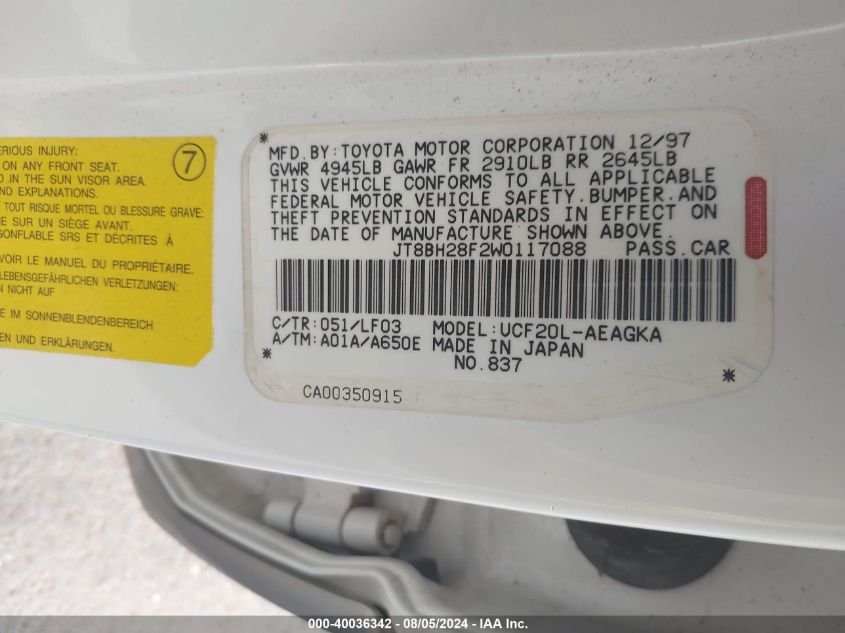 ERIOUS INJURY:
ON ANY FRONT SEAT.
D IN THE SUN VISOR AREA.
ND EXPLANATIONS.
7
TOUT RISQUE MORTEL OU BLESSURE GRAVE:
E SUR UN SIÈGE AVANT.
GONFLABLE SRS ET DÉCRITES À
VOIR LE MANUEL DU PROPRIÉTAIRE.
LEBENSGEFÄHRLICHEN VERLETZUNGEN:
N NICHT AUF
E IM SONNENBLENDENBEREICH
EN UND ERKLÄRUNGEN.
* MFD.BY:TOYOTA MOTOR CORPORATION 12/97
GVWR 4945LB GAWR FR 2910LB RR 2645LB
THIS VEHICLE CONFORMS TO ALL APPLICABLE
FEDERAL MOTOR VEHICLE SAFETY,BUMPER,AND
THEFT PREVENTION STANDARDS IN EFFECT ON
THE DATE OF MANUFACTURE SHOWN ABOVE.
JT8BH28F2W0117088 PASS.CAR
C/TR:051/LF03 MODEL:UCF20L-AEAGKA
A/TM:A01A/A650E MADE IN JAPAN
* NO.837 *
CA00350915
000-40036342 - 08/05/2024 - IAA Inc.